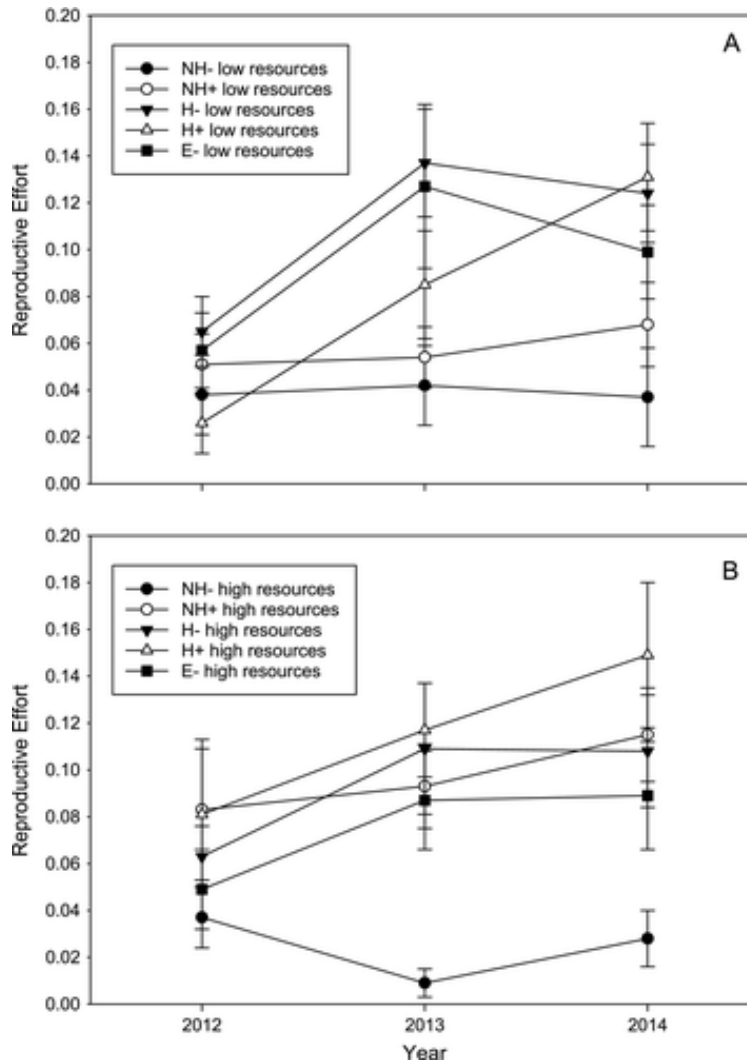 A
NH- low resources
NH+ low resources
H- low resources
H+ low resources
E- low resources
Reproductive Effort
0.20
0.18
0.16
0.14
0.12
0.10
0.08
0.06
0.04
0.02
0.00
B
NH- high resources
NH+ high resources
H- high resources
H+ high resources
E- high resources
Reproductive Effort
0.20
0.18
0.16
0.14
0.12
0.10
0.08
0.06
0.04
0.02
0.00
2012 2013 2014
Year